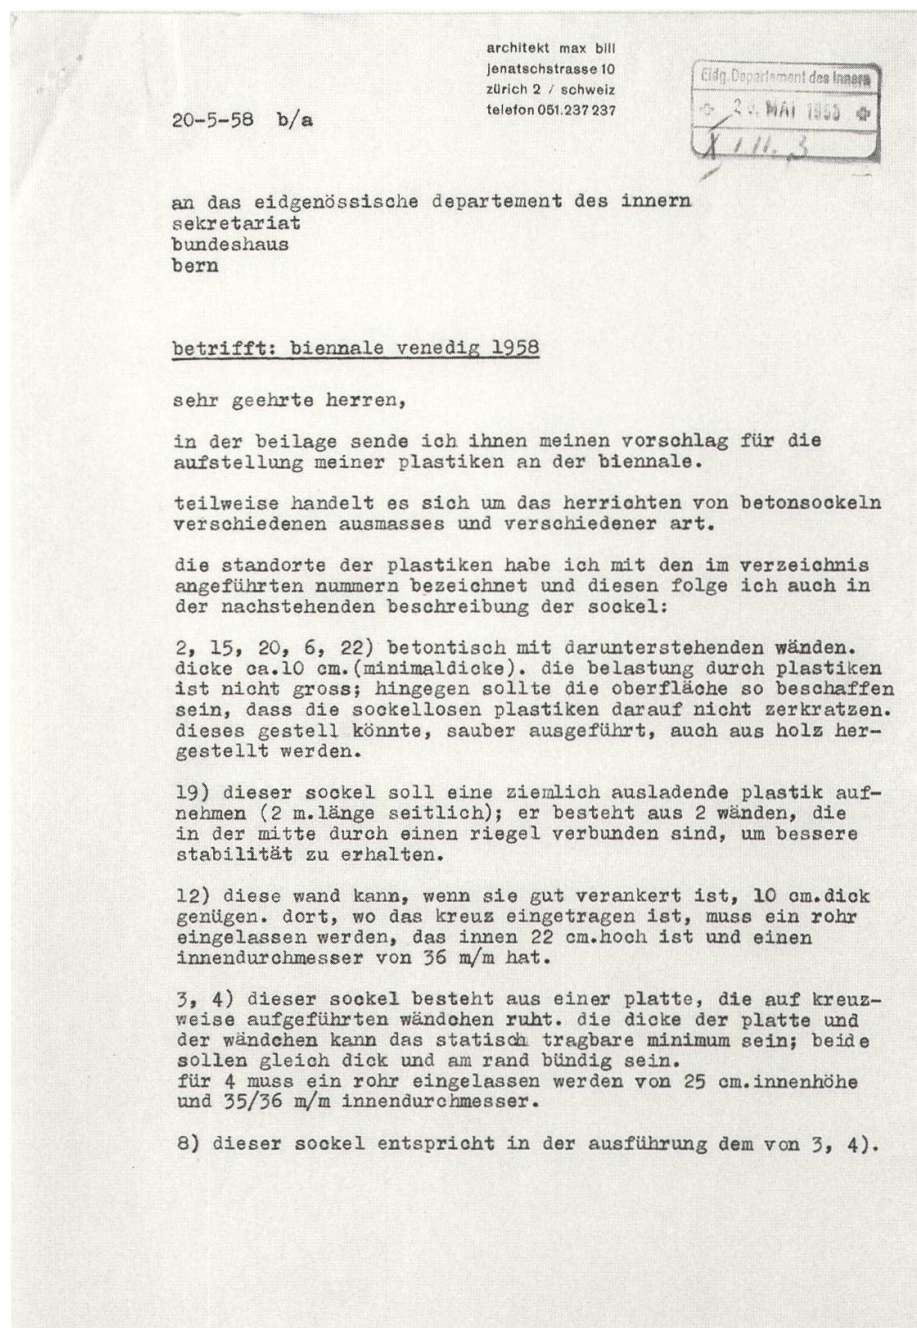 architekt max bill
jenatschstrasse 10
zürich 2 / schweiz
telefon 051.237 237
Eidg. Departement des Innern
MAI
20-5-58 b/a
an das eidgenössische departement des innern
sekretariat
bundeshaus
bern
betrifft: biennale venedig 1958
sehr geehrte herren,
in der beilage sende ich ihnen meinen vorschlag für die
aufstellung meiner plastiken an der biennale.
teilweise handelt es sich um das herrichten von betonsockeln
verschiedenen ausmasses und verschiedener art.
die standorte der plastiken habe ich mit den im verzeichnis
angeführten nummern bezeichnet und diesen folge ich auch in
der nachstehenden beschreibung der sockel:
2, 15, 20, 6, 22) betontisch mit darunterstehenden wänden.
dicke ca.10 cm.(minimaldicke). die belastung durch plastiken
ist nicht gross; hingegen sollte die oberfläche so beschaffen
sein, dass die sockellosen plastiken darauf nicht zerkratzen.
dieses gestell könnte, sauber ausgeführt, auch aus holz her-
gestellt werden.
19) dieser sockel soll eine ziemlich ausladende plastik auf-
nehmen (2 m.länge seitlich); er besteht aus 2 wänden, die
in der mitte durch einen riegel verbunden sind, um bessere
stabilität zu erhalten.
12) diese wand kann, wenn sie gut verankert ist, 10 cm.dick
genügen. dort, wo das kreuz eingetragen ist, muss ein rohr
eingelassen werden, das innen 22 cm.hoch ist und einen
innendurchmesser von 36 m/m hat.
3, 4) dieser sockel besteht aus einer platte, die auf kreuz-
weise aufgeführten wändchen ruht. die dicke der platte und
der wändchen kann das statisch tragbare minimum sein; beide
sollen gleich dick und am rand bündig sein.
für 4 muss ein rohr eingelassen werden von 25 cm.innenhöhe
und 35/36 m/m innendurchmesser.
8) dieser sockel entspricht in der ausführung dem von 3, 4).